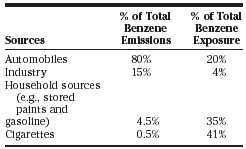 % of Total % of Total
Benzene Benzene
Sources Emissions Exposure
Automobiles 80% 20%
Industry 15% 4%
Household sources
(e.g., stored
paints and
gasoline) 4.5% 35%
Cigarettes 0.5% 41%